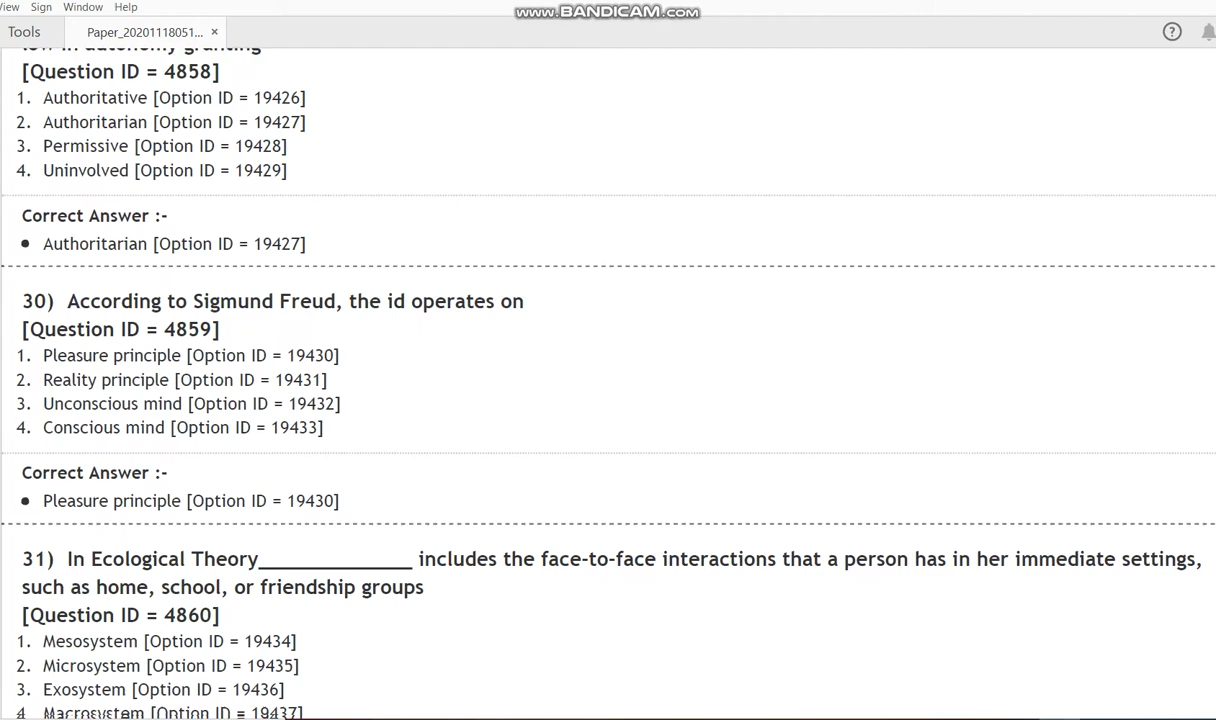 View Sign Window Help
www.BANDICAM.com
Tools Paper_20201118051... ×
low in autonomy granting
[Question ID = 4858]
1. Authoritative [Option ID = 19426]
2. Authoritarian [Option ID = 19427]
3. Permissive [Option ID = 19428]
4. Uninvolved [Option ID = 19429]
Correct Answer :-
• Authoritarian [Option ID = 19427]
30) According to Sigmund Freud, the id operates on
[Question ID = 4859]
1. Pleasure principle [Option ID = 19430]
2. Reality principle [Option ID = 19431]
3. Unconscious mind [Option ID = 19432]
4. Conscious mind [Option ID = 19433]
Correct Answer :-
• Pleasure principle [Option ID = 19430]
31) In Ecological Theory______________ includes the face-to-face interactions that a person has in her immediate settings,
such as home, school, or friendship groups
[Question ID = 4860]
1. Mesosystem [Option ID = 19434]
2. Microsystem [Option ID = 19435]
3. Exosystem [Option ID = 19436]
4. Macrosystem [Option ID = 19437]